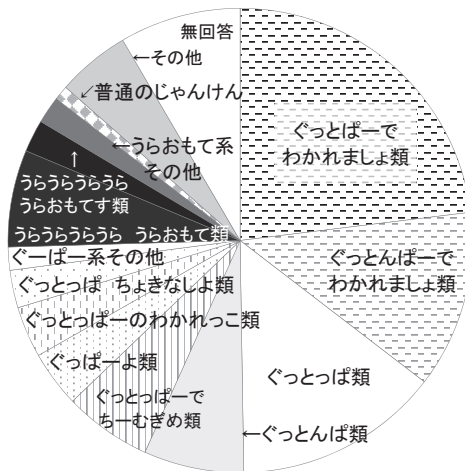 無回答
←その他
↙普通のじゃんけん
ぐっとぱーで
わかれましょ類
←うらおもて系
その他
↑
うらうらうらうら
うらおもてす類
うらうらうらうら うらおもて類
ぐーぱー系その他
ぐっとんぱーで
わかれましょ類
ぐっとっぱ ちょきなしよ類
ぐっとっぱーのわかれっこ類
ぐっぱーよ類
ぐっとっぱ類
ぐっとっぱーで
ちーむぎめ類
←ぐっとんぱ類